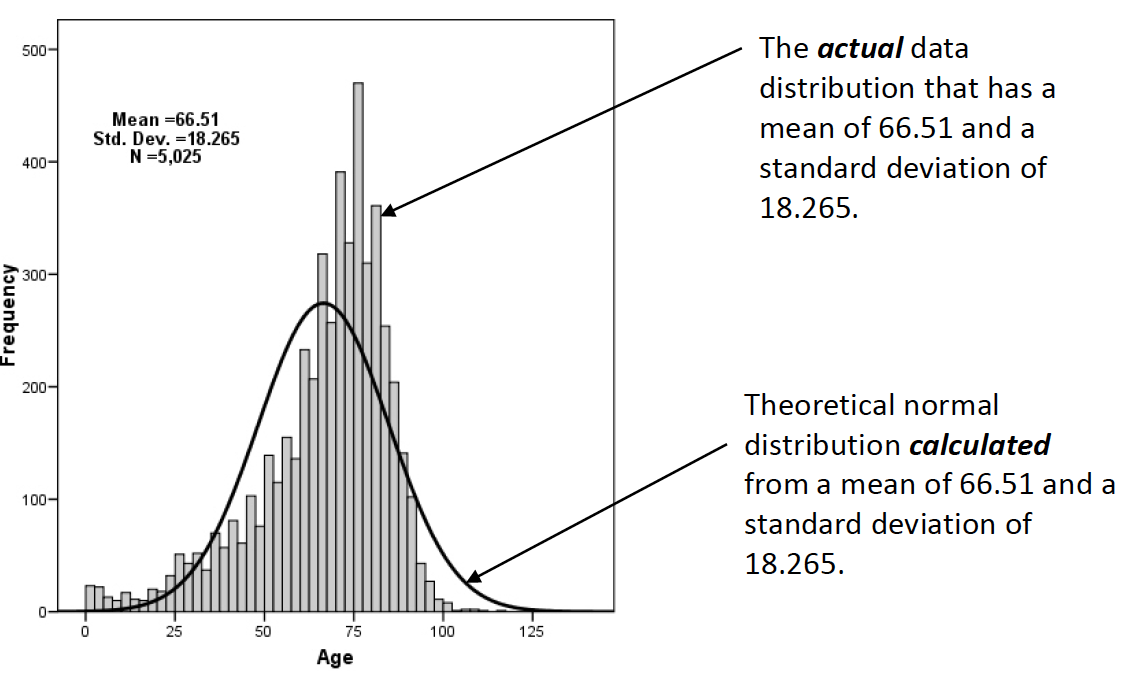 500
400
300
200
100
0
Frequency
Mean =66.51
Std. Dev. =18.265
N =5,025
0 25 50 75 100 125
Age
The actual data
distribution that has a
mean of 66.51 and a
standard deviation of
18.265.
Theoretical normal
distribution calculated
from a mean of 66.51 and a
standard deviation of
18.265.